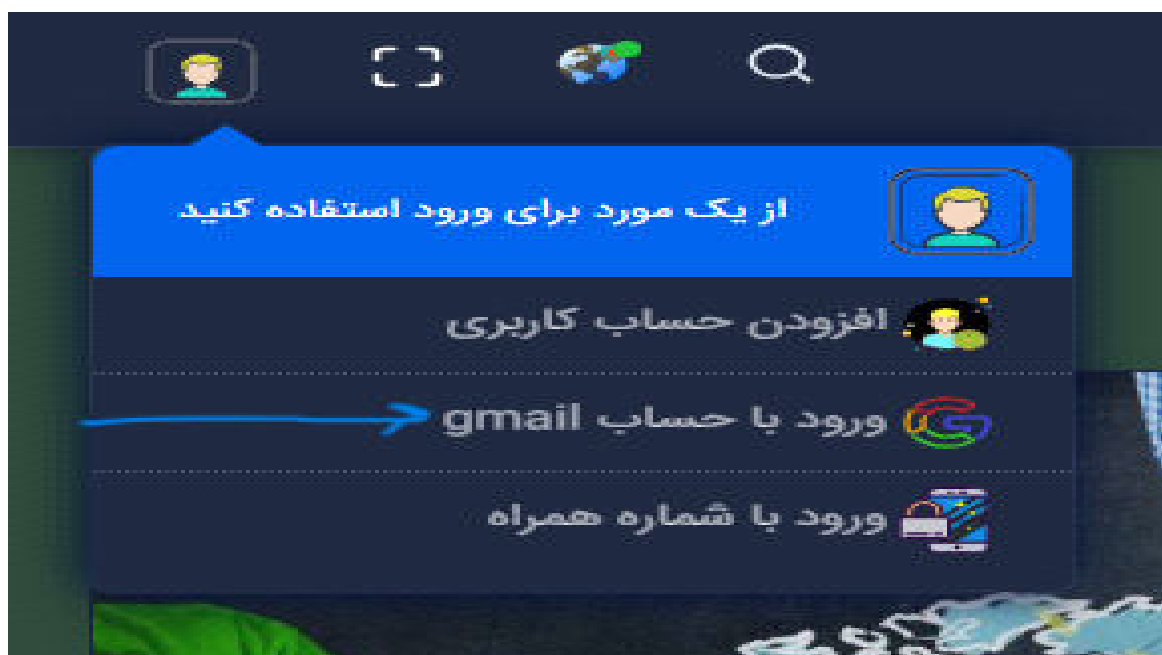 از یک مورد برای ورود استفاده کنید
افزودن حساب کاربری
ورود با حساب gmail
ورود با شماره همراه